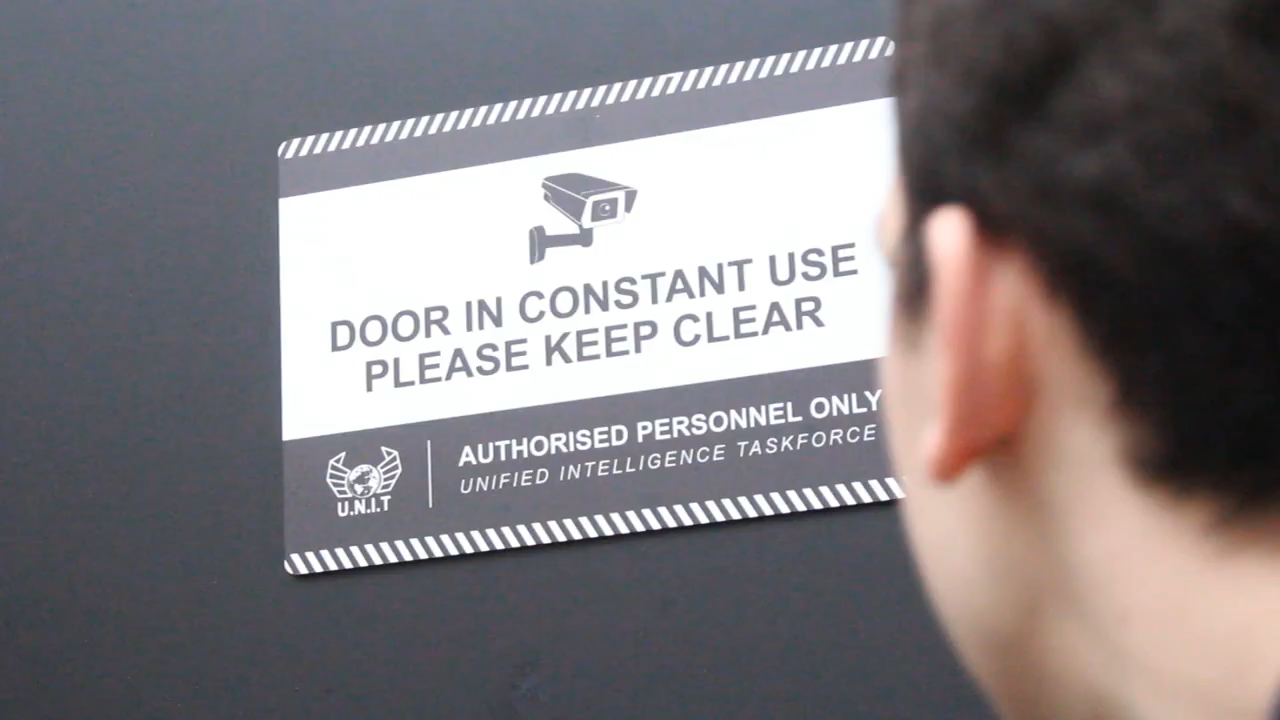 DOOR IN CONSTANT USE
PLEASE KEEP CLEAR
AUTHORISED PERSONNEL ONLY
UNIFIED INTELLIGENCE TASKFORCE
U.N.I.T